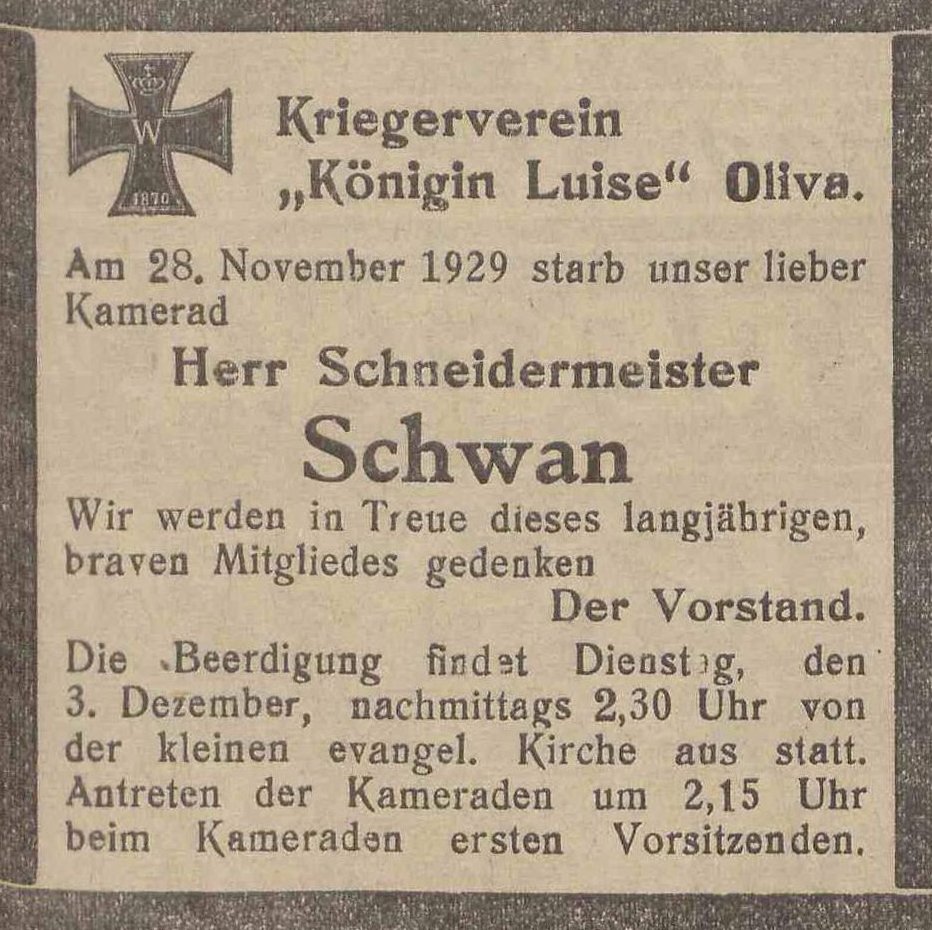 W
1870
Kriegerverein
„Königin Luise“ Oliva.
Am 28. November 1929 starb unser lieber
Kamerad
Herr Schneidermeister
Schwan
Wir werden in Treue dieses langjährigen,
braven Mitgliedes gedenken
Der Vorstand.
Die Beerdigung findet Dienstag, den
3. Dezember, nachmittags 2,30 Uhr von
der kleinen evangel. Kirche aus statt.
Antreten der Kameraden um 2,15 Uhr
beim Kameraden ersten Vorsitzenden.